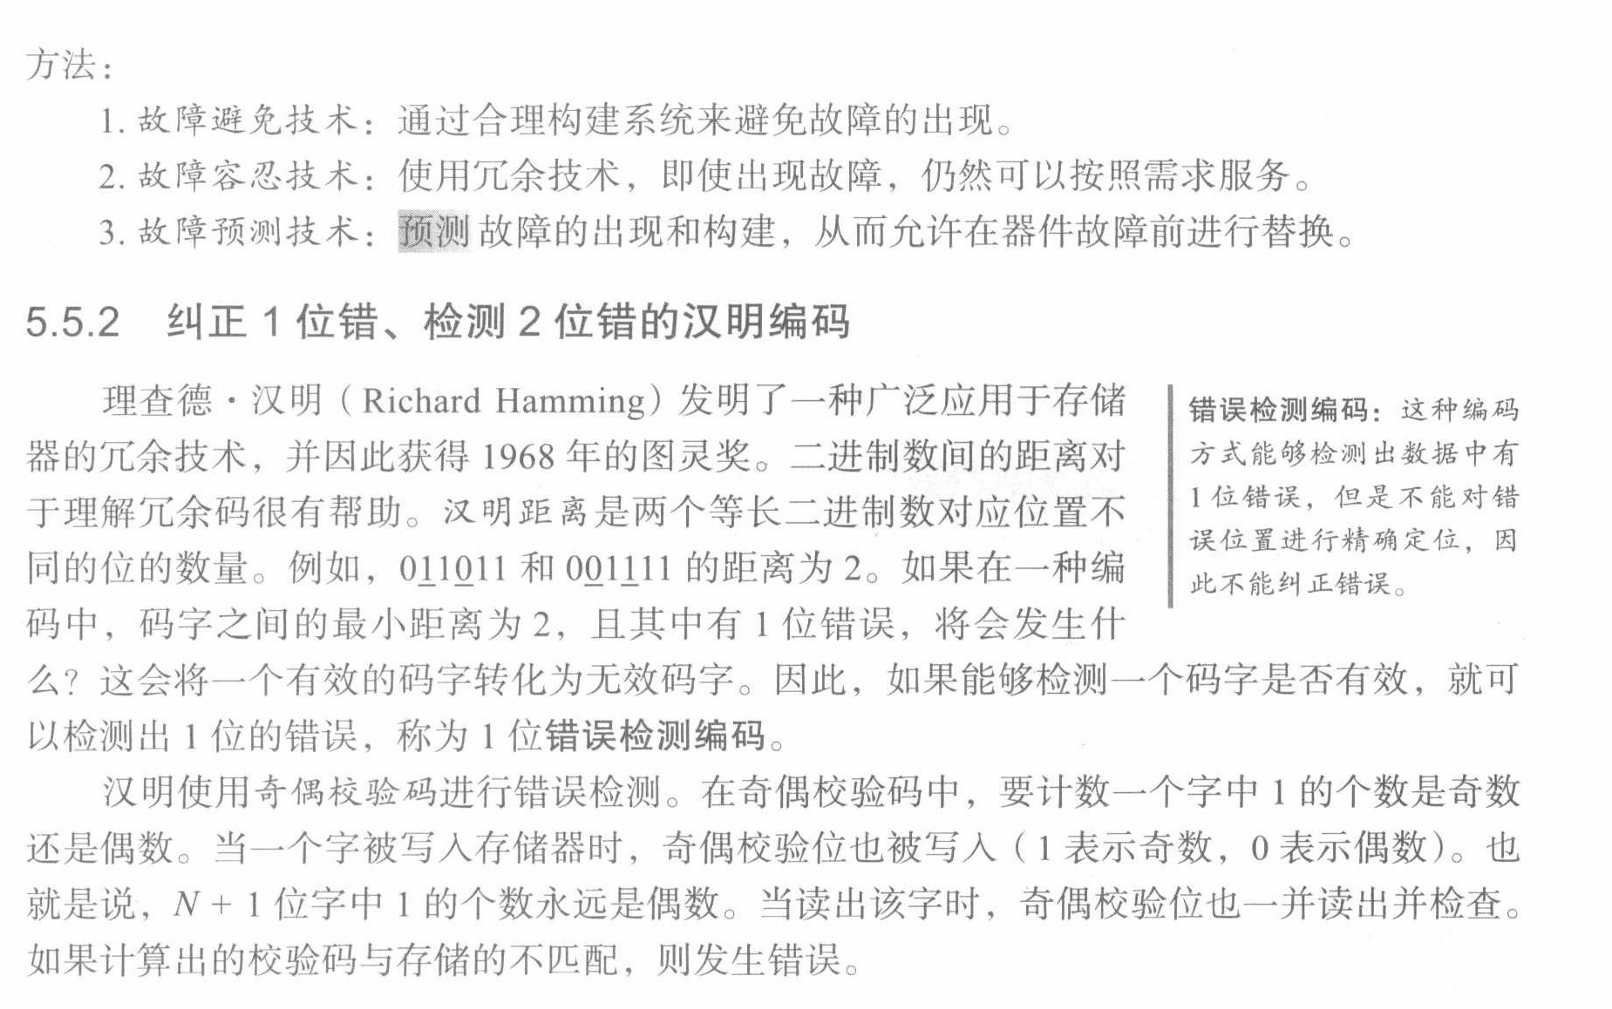 方法：
1. 故障避免技术：通过合理构建系统来避免故障的出现。
2. 故障容忍技术：使用冗余技术，即使出现故障，仍然可以按照需求服务。
3. 故障预测技术：预测故障的出现和构建，从而允许在器件故障前进行替换。
5.5.2 纠正 1 位错、检测 2 位错的汉明编码
理查德·汉明（Richard Hamming）发明了一种广泛应用于存储
器的冗余技术，并因此获得 1968 年的图灵奖。二进制数间的距离对
于理解冗余码很有帮助。汉明距离是两个等长二进制数对应位置不
同的位的数量。例如，011011 和 001111 的距离为 2。如果在一种编
码中，码字之间的最小距离为 2，且其中有 1 位错误，将会发生什
么？这会将一个有效的码字转化为无效码字。因此，如果能够检测一个码字是否有效，就可
以检测出 1 位的错误，称为 1 位错误检测编码。
错误检测编码：这种编码
方式能够检测出数据中有
1 位错误，但是不能对错
误位置进行精确定位，因
此不能纠正错误。
汉明使用奇偶校验码进行错误检测。在奇偶校验码中，要计数一个字中 1 的个数是奇数
还是偶数。当一个字被写入存储器时，奇偶校验位也被写入（1 表示奇数，0 表示偶数）。也
就是说，N + 1 位字中 1 的个数永远是偶数。当读出该字时，奇偶校验位也一并读出并检查。
如果计算出的校验码与存储的不匹配，则发生错误。